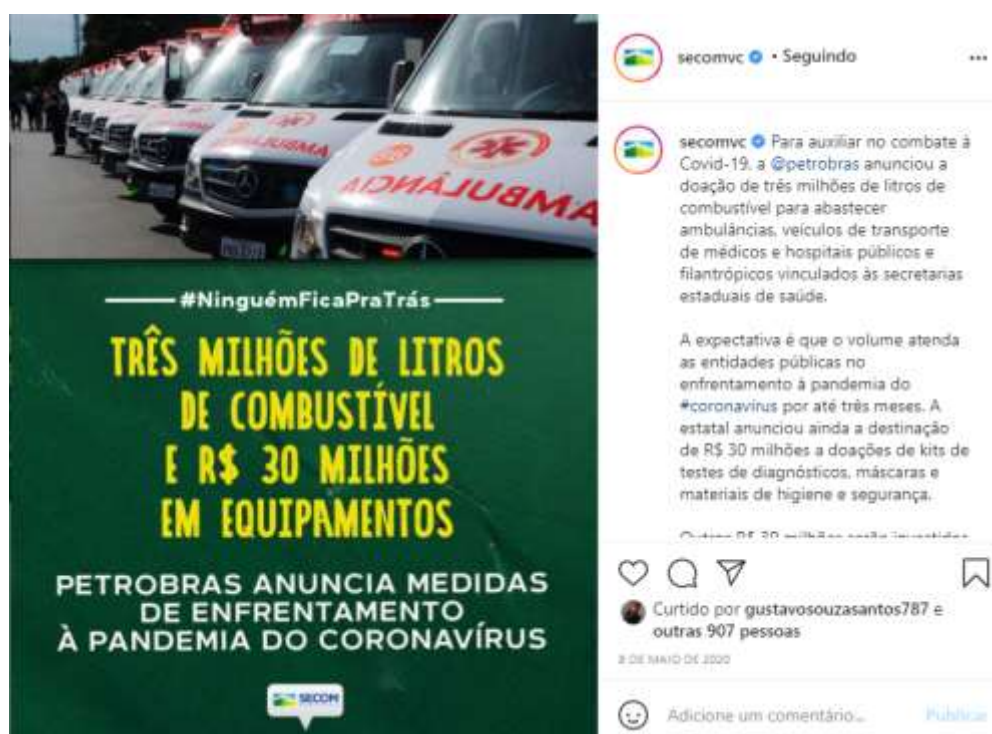 AMBULÂNCIA
#NinguémFicaPraTrás
TRÊS MILHÕES DE LITROS
DE COMBUSTÍVEL
E R$ 30 MILHÕES
EM EQUIPAMENTOS
PETROBRAS ANUNCIA MEDIDAS
DE ENFRENTAMENTO
À PANDEMIA DO CORONAVÍRUS
SECOM
secomvc • Seguindo
secomvc Para auxiliar no combate à
Covid-19, a @petrobras anunciou a
doação de três milhões de litros de
combustível para abastecer
ambulâncias, veículos de transporte
de médicos e hospitais públicos e
filantrópicos vinculados às secretarias
estaduais de saúde.
A expectativa é que o volume atenda
as entidades públicas no
enfrentamento à pandemia do
#coronavírus por até três meses. A
estatal anunciou ainda a destinação
de R$ 30 milhões a doações de kits de
testes de diagnósticos, máscaras e
materiais de higiene e segurança.
Curtido por gustavosouzasantos787 e
outras 907 pessoas
DE MAIO DE 2020
Adicione um comentário...
Publicar